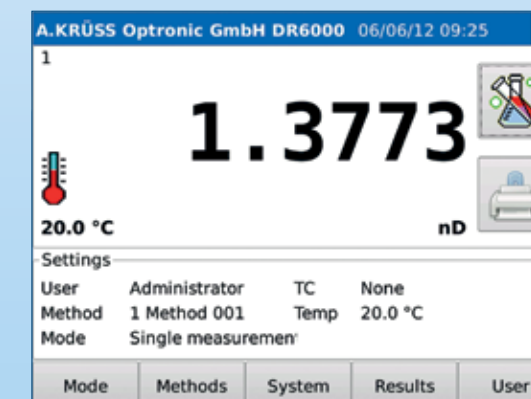 A.KRÜSS Optronic GmbH DR6000 06/06/12 09:25
1
1.3773
20.0 °C nD
Settings
User Administrator TC None
Method 1 Method 001 Temp 20.0 °C
Mode Single measuremen
Mode Methods System Results User